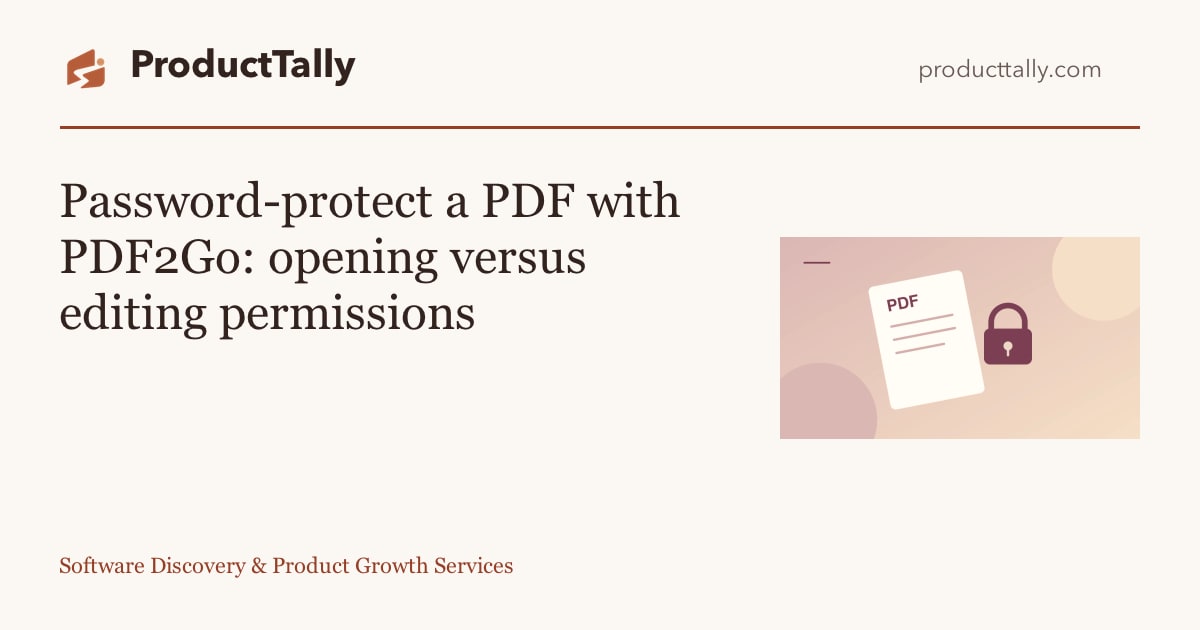 ProductTally
producttally.com
Password-protect a PDF with
PDF2Go: opening versus
editing permissions
PDF
Software Discovery & Product Growth Services